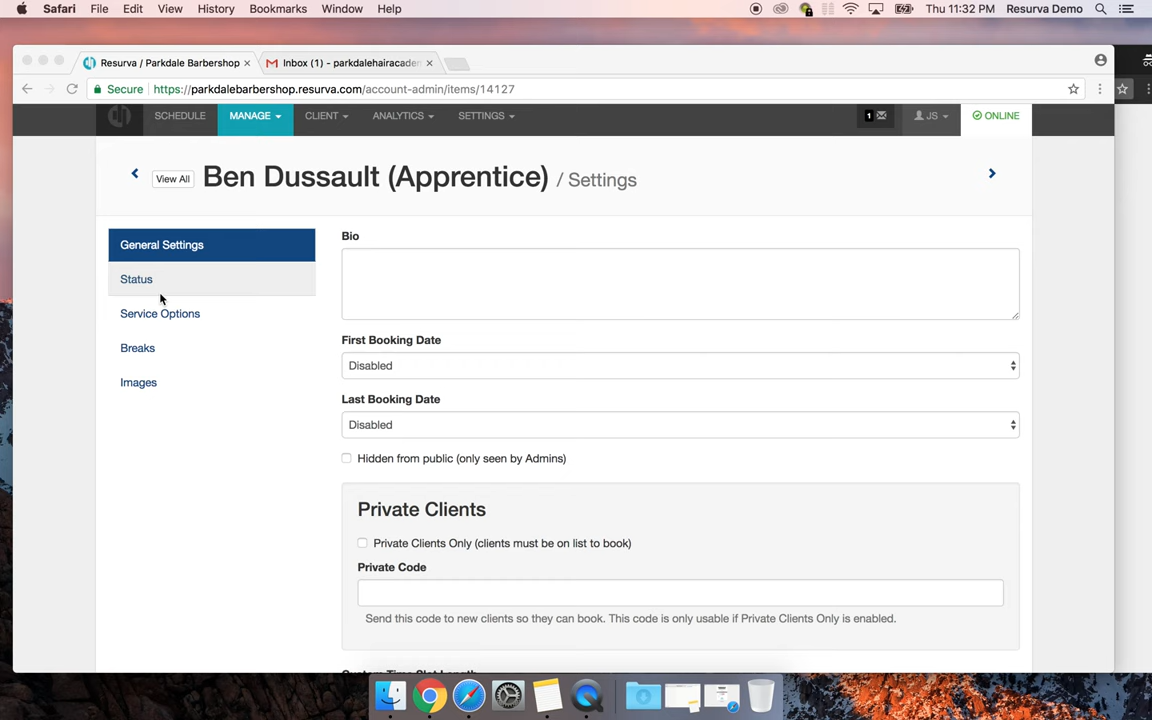 Safari File Edit View History Bookmarks Window Help Thu 11:32 PM Resurva Demo
Resurva / Parkdale Barbershop × Inbox (1) - parkdalehairacaden ×
Secure https://parkdalebarbershop.resurva.com/account-admin/items/14127
SCHEDULE MANAGE CLIENT ANALYTICS SETTINGS 1 JS ONLINE
View All Ben Dussault (Apprentice) / Settings
General Settings
Status
Service Options
Breaks
Images
Bio
First Booking Date
Disabled
Last Booking Date
Disabled
Hidden from public (only seen by Admins)
Private Clients
Private Clients Only (clients must be on list to book)
Private Code
Send this code to new clients so they can book. This code is only usable if Private Clients Only is enabled.
Custom Time Slot Length